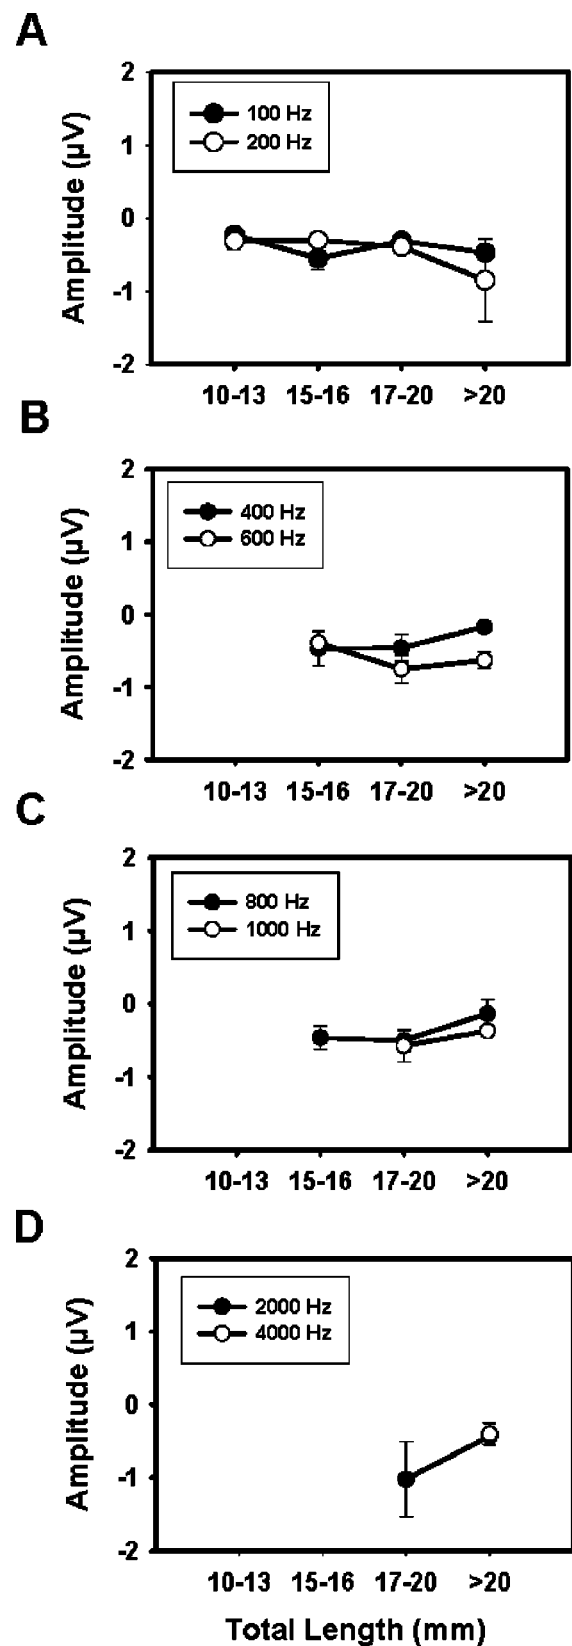 A
2
1
0
-1
-2
Amplitude (µV)
100 Hz
200 Hz
10-13 15-16 17-20 >20
B
2
1
0
-1
-2
Amplitude (µV)
400 Hz
600 Hz
10-13 15-16 17-20 >20
C
2
1
0
-1
-2
Amplitude (µV)
800 Hz
1000 Hz
10-13 15-16 17-20 >20
D
2
1
0
-1
-2
Amplitude (µV)
2000 Hz
4000 Hz
10-13 15-16 17-20 >20
Total Length (mm)